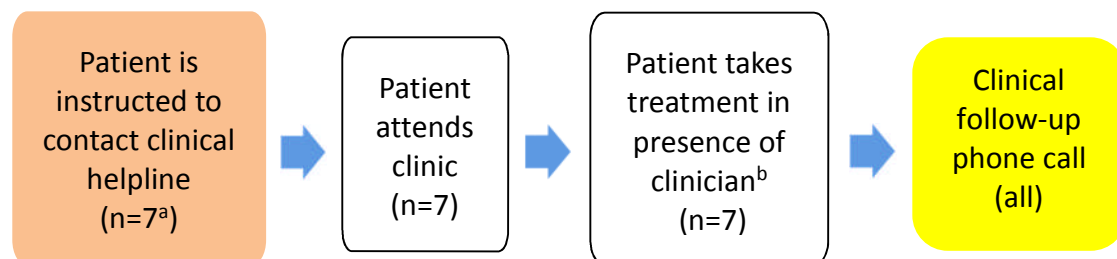 Patient is
instructed to
contact clinical
helpline
(n=7ᵃ)
Patient
attends
clinic
(n=7)
Patient takes
treatment in
presence of
clinicianᵇ
(n=7)
Clinical
follow-up
phone call
(all)